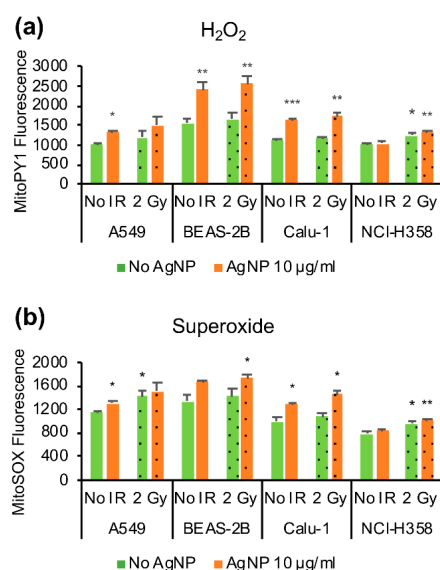 (a)
H₂O₂
MitoPY1 Fluorescence
3000
2500
2000
1500
1000
500
0
* ** ** *** ** * **
No IR 2 Gy No IR 2 Gy No IR 2 Gy No IR 2 Gy
A549 BEAS-2B Calu-1 NCI-H358
No AgNP AgNP 10 µg/ml
(b)
Superoxide
MitoSOX Fluorescence
2000
1600
1200
800
400
0
* * * * * * **
No IR 2 Gy No IR 2 Gy No IR 2 Gy No IR 2 Gy
A549 BEAS-2B Calu-1 NCI-H358
No AgNP AgNP 10 µg/ml